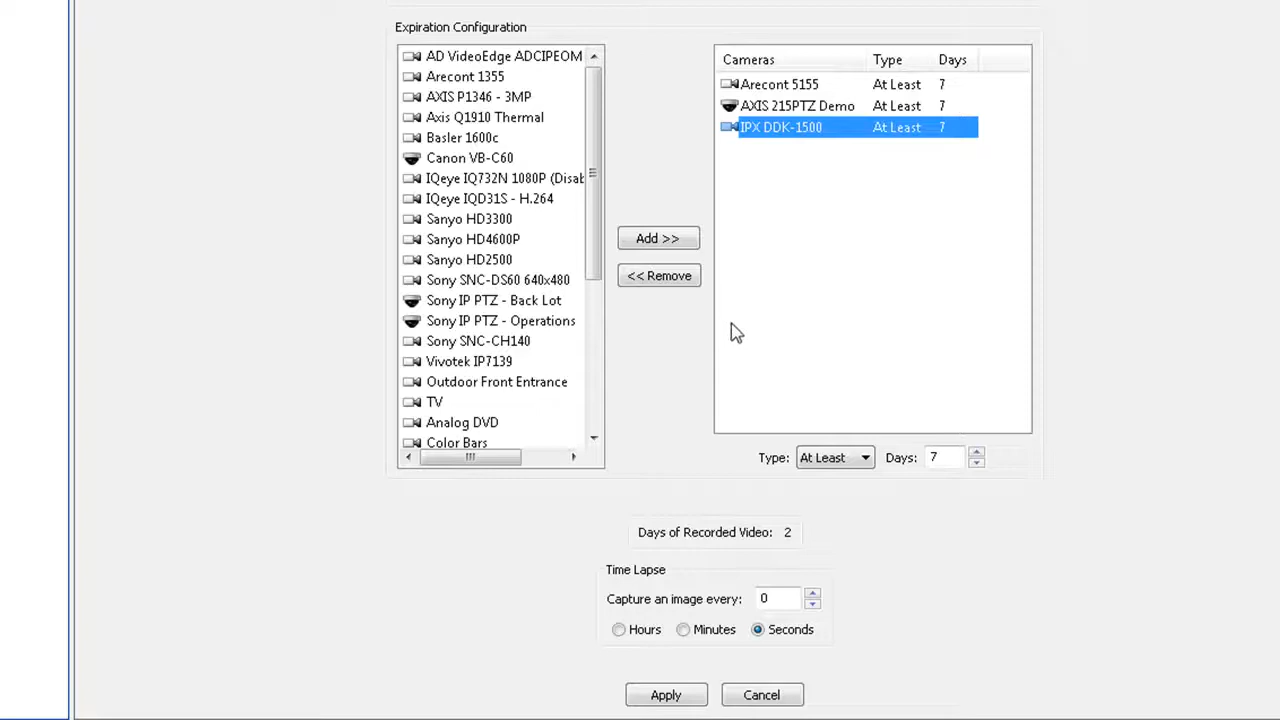 Expiration Configuration
AD VideoEdge ADCIPEOM
Arecont 1355
AXIS P1346 - 3MP
Axis Q1910 Thermal
Basler 1600c
Canon VB-C60
IQeye IQ732N 1080P (Disab
IQeye IQD31S - H.264
Sanyo HD3300
Sanyo HD4600P
Sanyo HD2500
Sony SNC-DS60 640x480
Sony IP PTZ - Back Lot
Sony IP PTZ - Operations
Sony SNC-CH140
Vivotek IP7139
Outdoor Front Entrance
TV
Analog DVD
Color Bars
Add >>
<< Remove
Cameras Type Days
Arecont 5155 At Least 7
AXIS 215PTZ Demo At Least 7
IPX DDK-1500 At Least 7
Type: At Least Days: 7
Days of Recorded Video: 2
Time Lapse
Capture an image every: 0
Hours Minutes Seconds
Apply Cancel